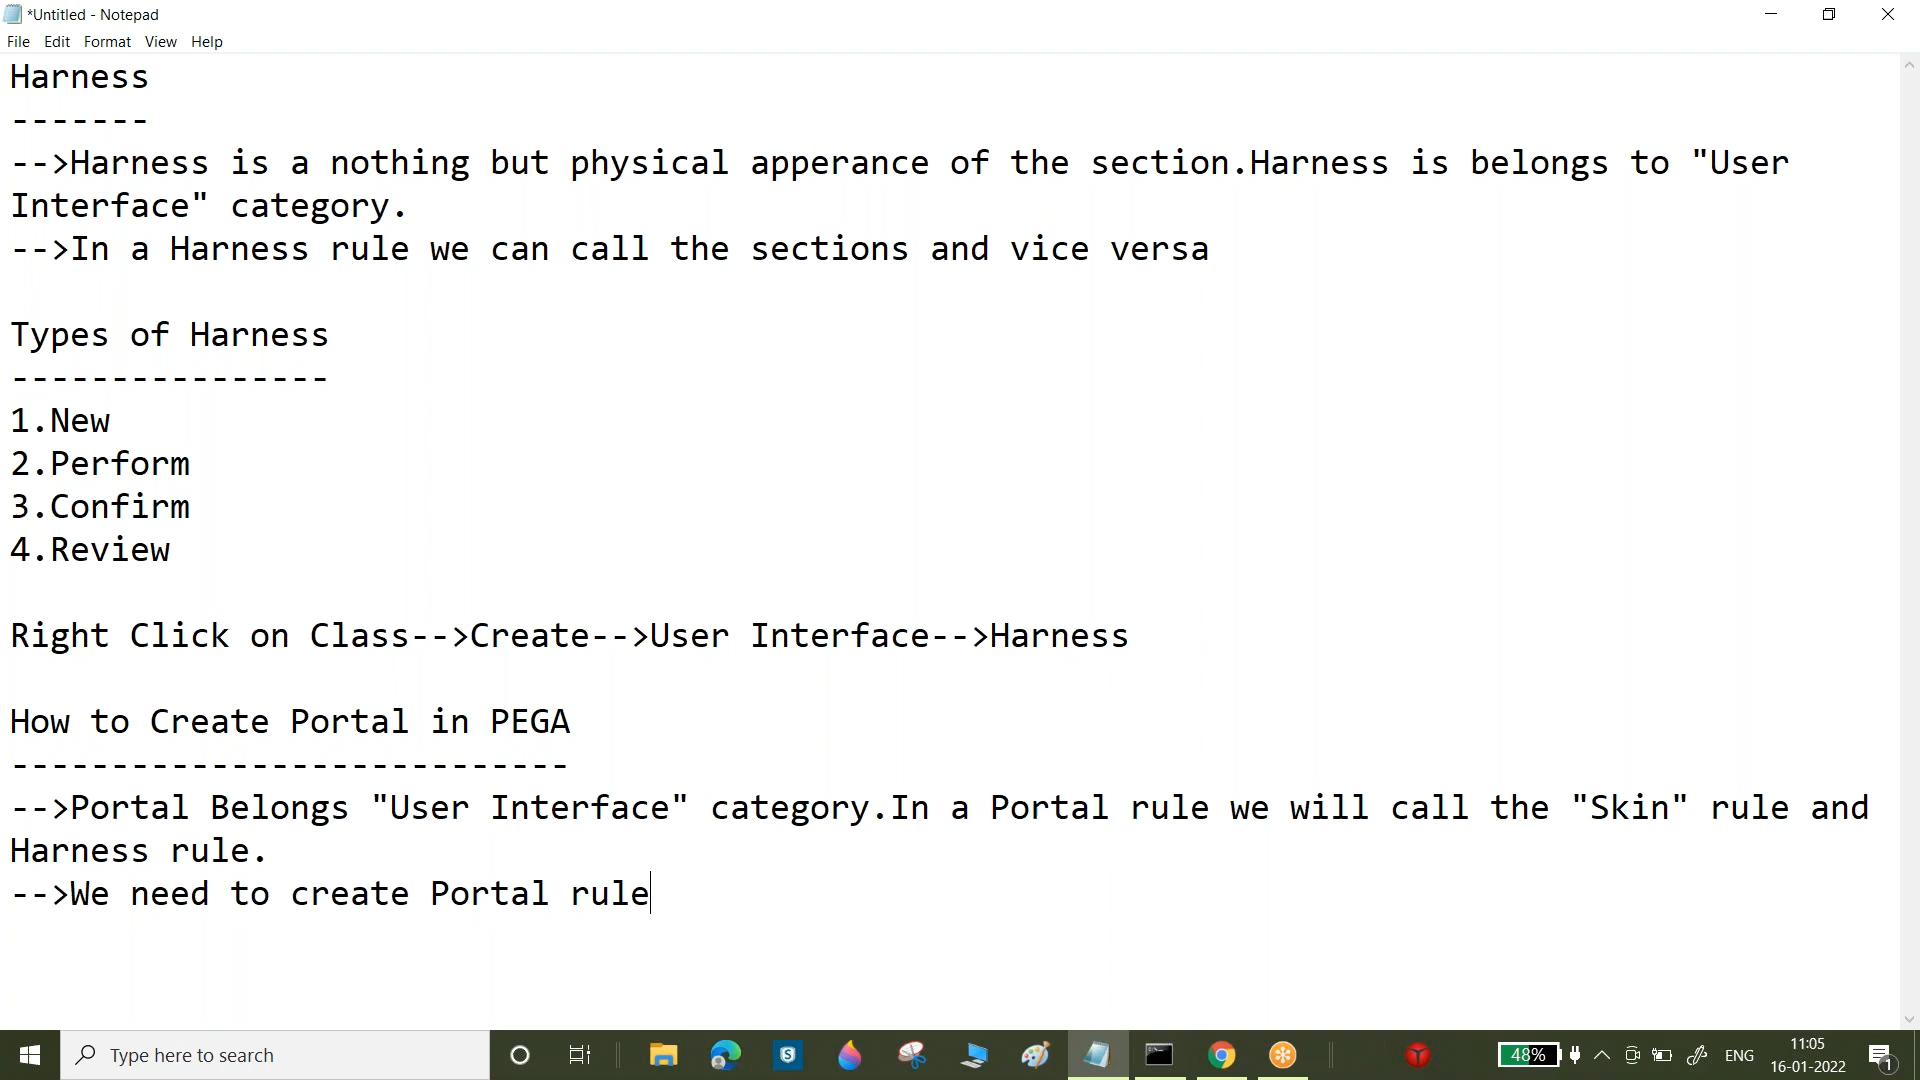 *Untitled - Notepad
File Edit Format View Help
Harness
-------
-->Harness is a nothing but physical apperance of the section.Harness is belongs to "User
Interface" category.
-->In a Harness rule we can call the sections and vice versa
Types of Harness
----------------
1.New
2.Perform
3.Confirm
4.Review
Right Click on Class-->Create-->User Interface-->Harness
How to Create Portal in PEGA
----------------------------
-->Portal Belongs "User Interface" category.In a Portal rule we will call the "Skin" rule and
Harness rule.
-->We need to create Portal rule
Type here to search
48%
ENG
11:05
16-01-2022
1